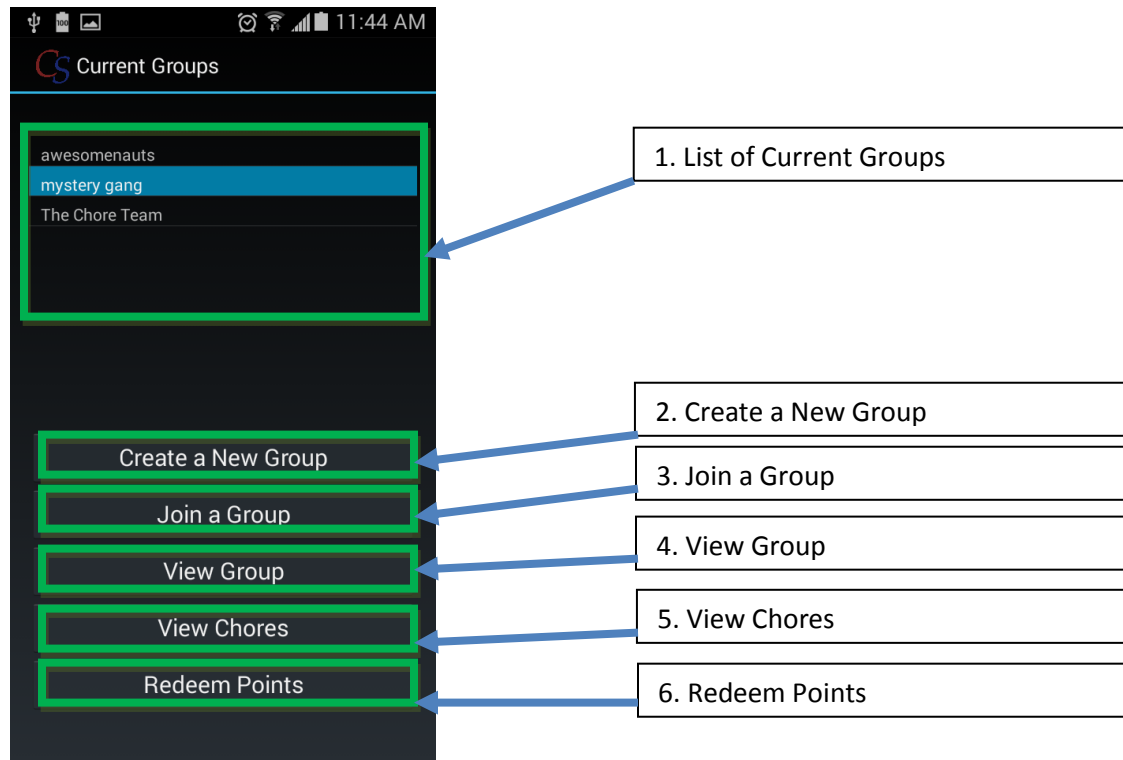 100
11:44 AM
CS Current Groups
awesomenauts
mystery gang
The Chore Team
Create a New Group
Join a Group
View Group
View Chores
Redeem Points
1. List of Current Groups
2. Create a New Group
3. Join a Group
4. View Group
5. View Chores
6. Redeem Points